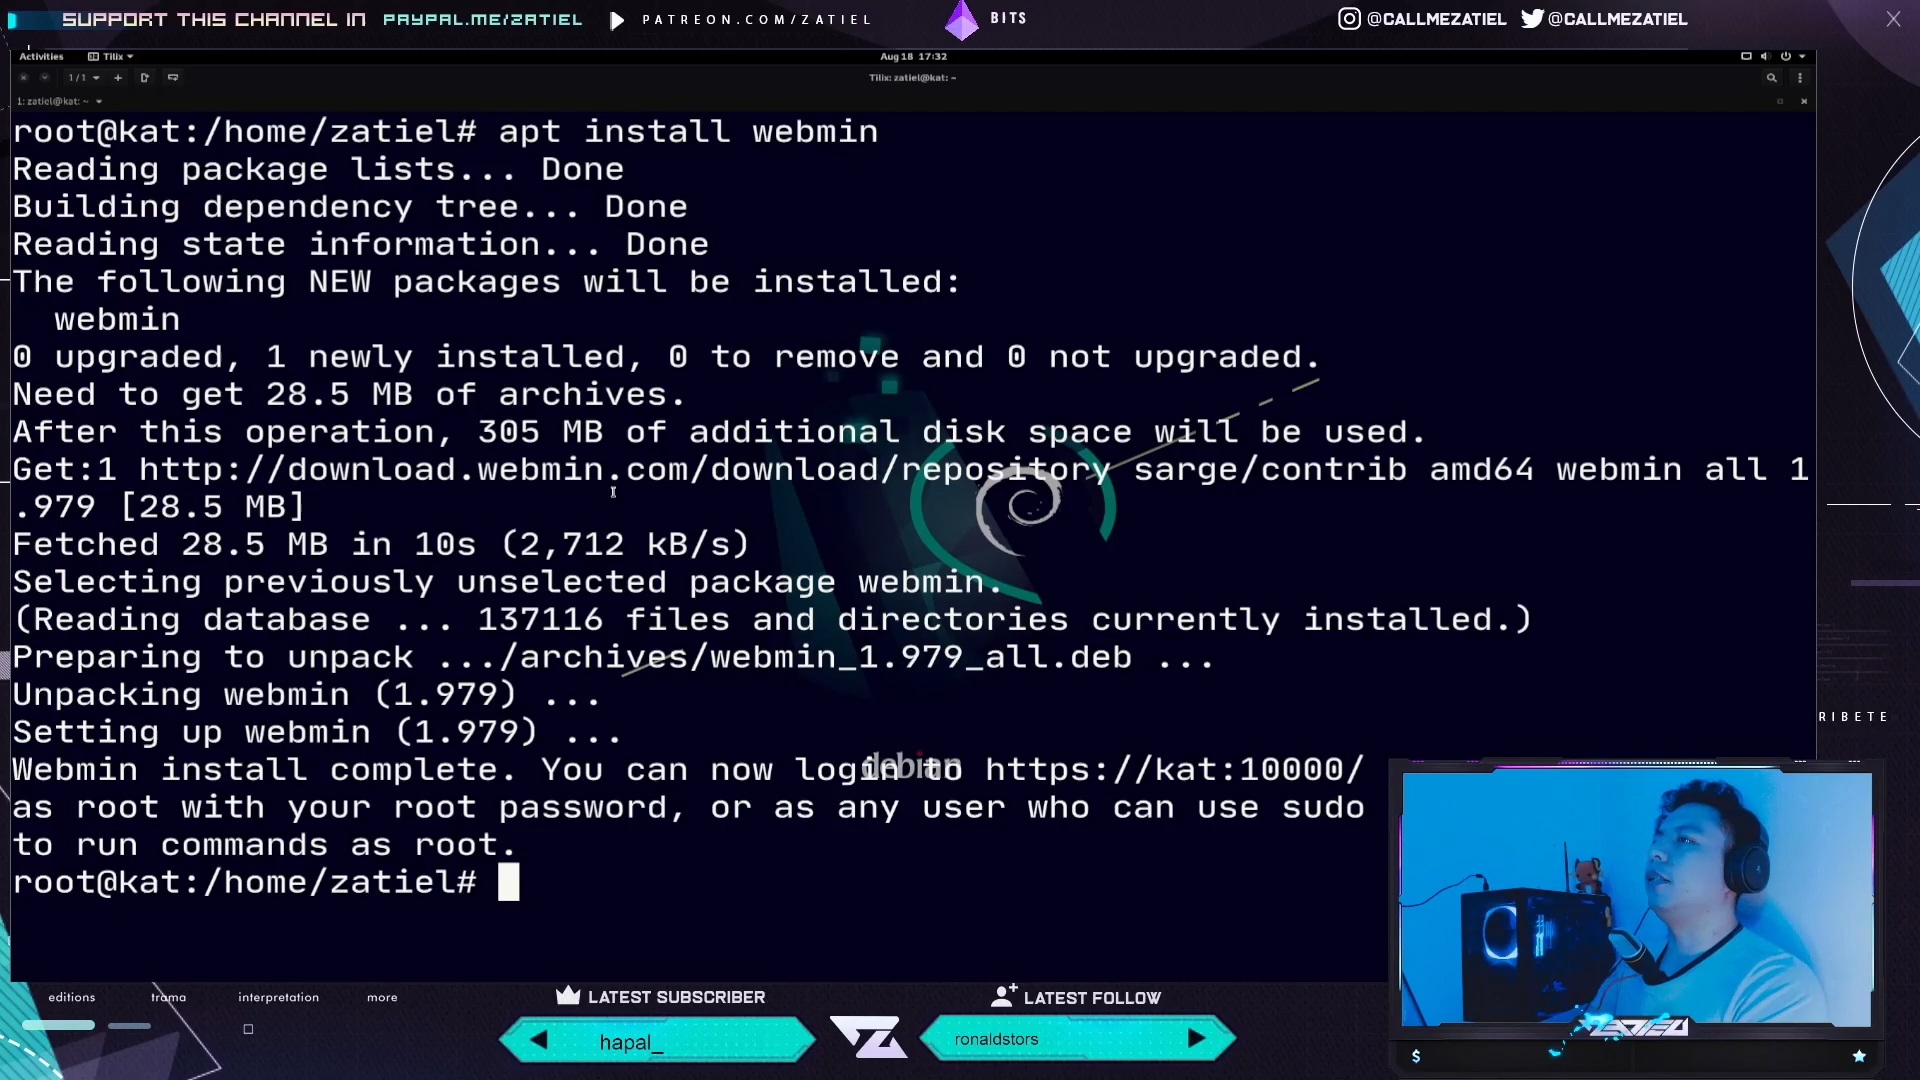 SUPPORT THIS CHANNEL IN PAYPAL.ME/ZATIEL PATREON.COM/ZATIEL BITS @CALLMEZATIEL @CALLMEZATIEL
Activities Tilix Aug 18 17:32
1/1 Tilix: zatiel@kat: ~
1: zatiel@kat: ~
root@kat:/home/zatiel# apt install webmin
Reading package lists... Done
Building dependency tree... Done
Reading state information... Done
The following NEW packages will be installed:
webmin
0 upgraded, 1 newly installed, 0 to remove and 0 not upgraded.
Need to get 28.5 MB of archives.
After this operation, 305 MB of additional disk space will be used.
Get:1 http://download.webmin.com/download/repository sarge/contrib amd64 webmin all 1
.979 [28.5 MB]
Fetched 28.5 MB in 10s (2,712 kB/s)
Selecting previously unselected package webmin.
(Reading database ... 137116 files and directories currently installed.)
Preparing to unpack .../archives/webmin_1.979_all.deb ...
Unpacking webmin (1.979) ...
Setting up webmin (1.979) ...
RIBETE
Webmin install complete. You can now login to https://kat:10000/
debian
as root with your root password, or as any user who can use sudo
to run commands as root.
root@kat:/home/zatiel#
editions trama interpretation more
LATEST SUBSCRIBER LATEST FOLLOW
hapal_ ronaldstors
ZATIEL
$